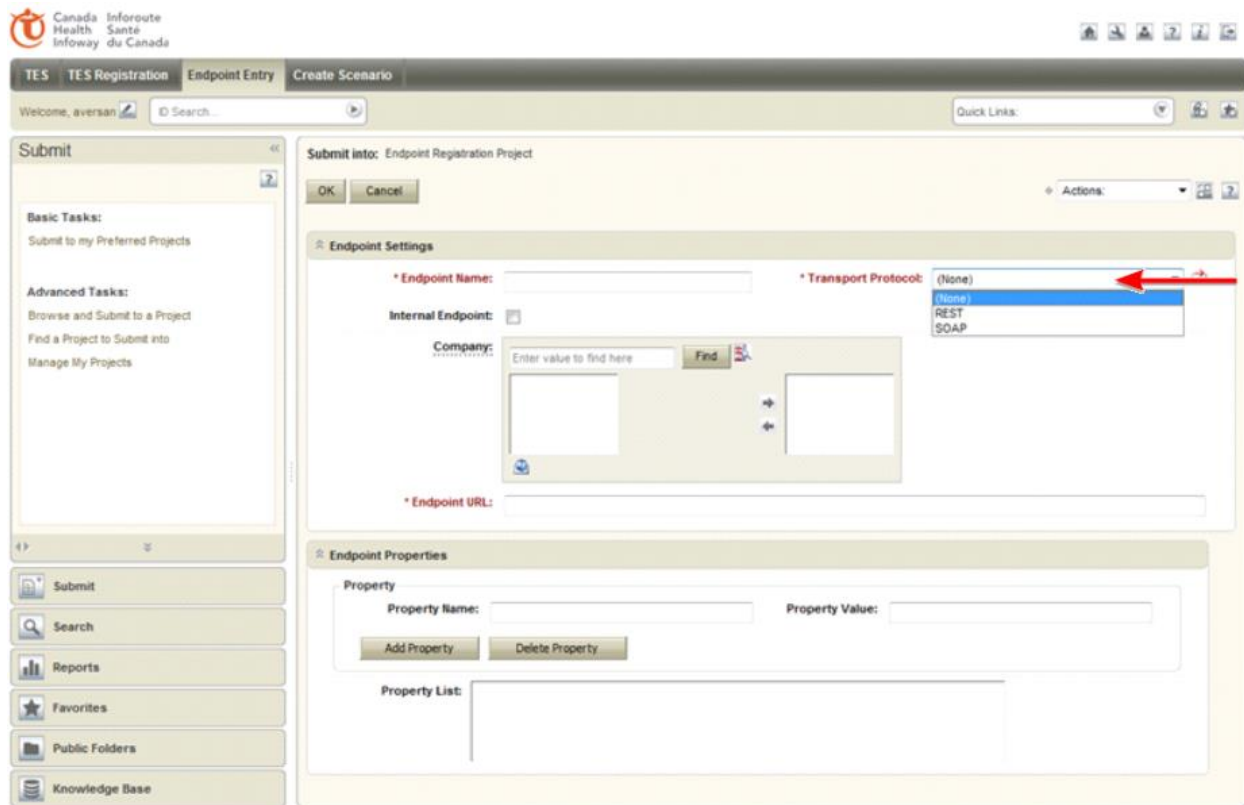 Canada Inforoute
Health Santé
Infoway du Canada
TES TES Registration Endpoint Entry Create Scenario
Welcome, aversan ID Search... Quick Links:
Submit
Basic Tasks:
Submit to my Preferred Projects
Advanced Tasks:
Browse and Submit to a Project
Find a Project to Submit into
Manage My Projects
Submit
Search
Reports
Favorites
Public Folders
Knowledge Base
Submit into: Endpoint Registration Project
OK Cancel Actions:
Endpoint Settings
* Endpoint Name: * Transport Protocol: (None)
(None)
REST
SOAP
Internal Endpoint:
Company: Enter value to find here Find
* Endpoint URL:
Endpoint Properties
Property
Property Name: Property Value:
Add Property Delete Property
Property List: